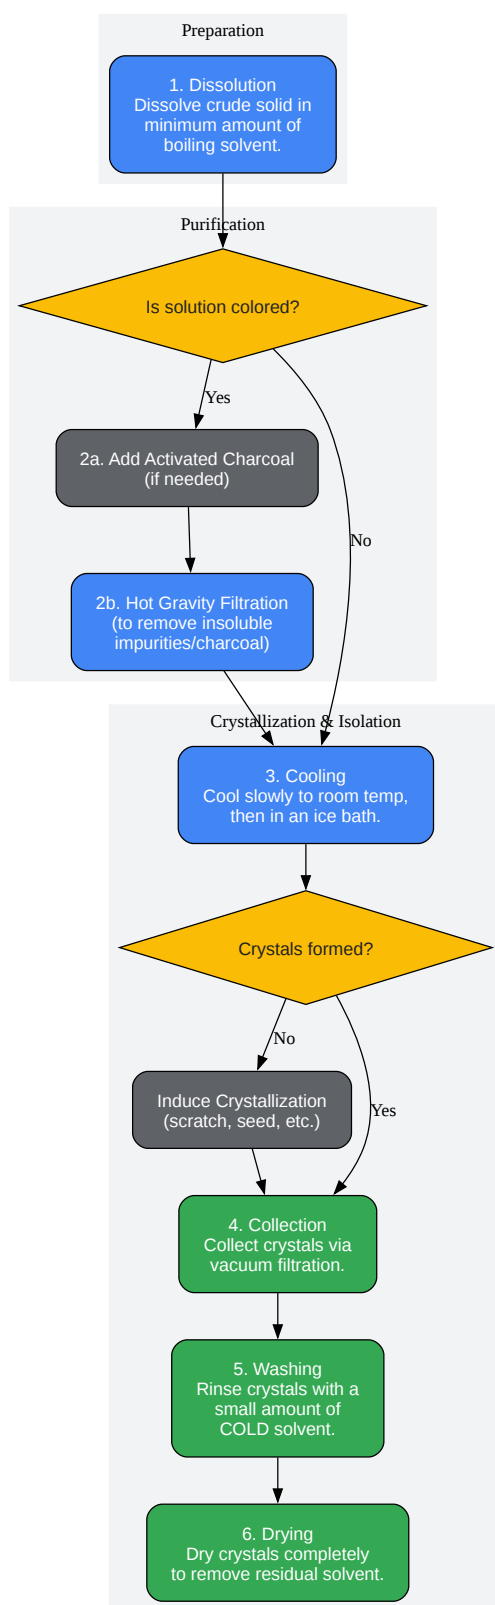 Preparation
1. Dissolution
Dissolve crude solid in
minimum amount of
boiling solvent.
Purification
Is solution colored?
Yes
2a. Add Activated Charcoal
(if needed)
No
2b. Hot Gravity Filtration
(to remove insoluble
impurities/charcoal)
Crystallization & Isolation
3. Cooling
Cool slowly to room temp,
then in an ice bath.
Crystals formed?
No
Induce Crystallization
(scratch, seed, etc.)
Yes
4. Collection
Collect crystals via
vacuum filtration.
5. Washing
Rinse crystals with a
small amount of
COLD solvent.
6. Drying
Dry crystals completely
to remove residual solvent.